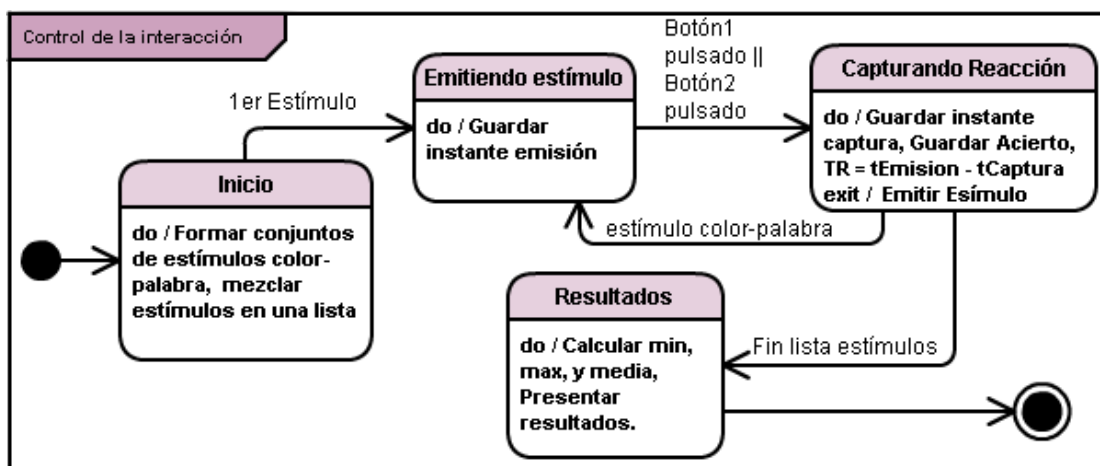 Control de la interacción
1er Estímulo
Emitiendo estímulo
do / Guardar
instante emisión
Botón1
pulsado ||
Botón2
pulsado
Capturando Reacción
do / Guardar instante
captura, Guardar Acierto,
TR = tEmision - tCaptura
exit / Emitir Esímulo
Inicio
do / Formar conjuntos
de estímulos color-
palabra, mezclar
estímulos en una lista
estímulo color-palabra
Resultados
do / Calcular min,
max, y media,
Presentar
resultados.
Fin lista estímulos